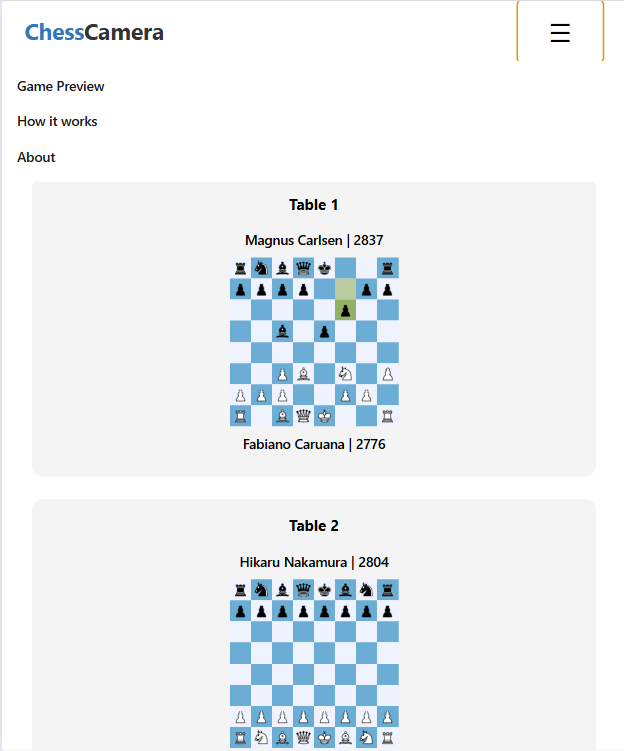 ChessCamera
Game Preview
How it works
About
Table 1
Magnus Carlsen | 2837
Fabiano Caruana | 2776
Table 2
Hikaru Nakamura | 2804